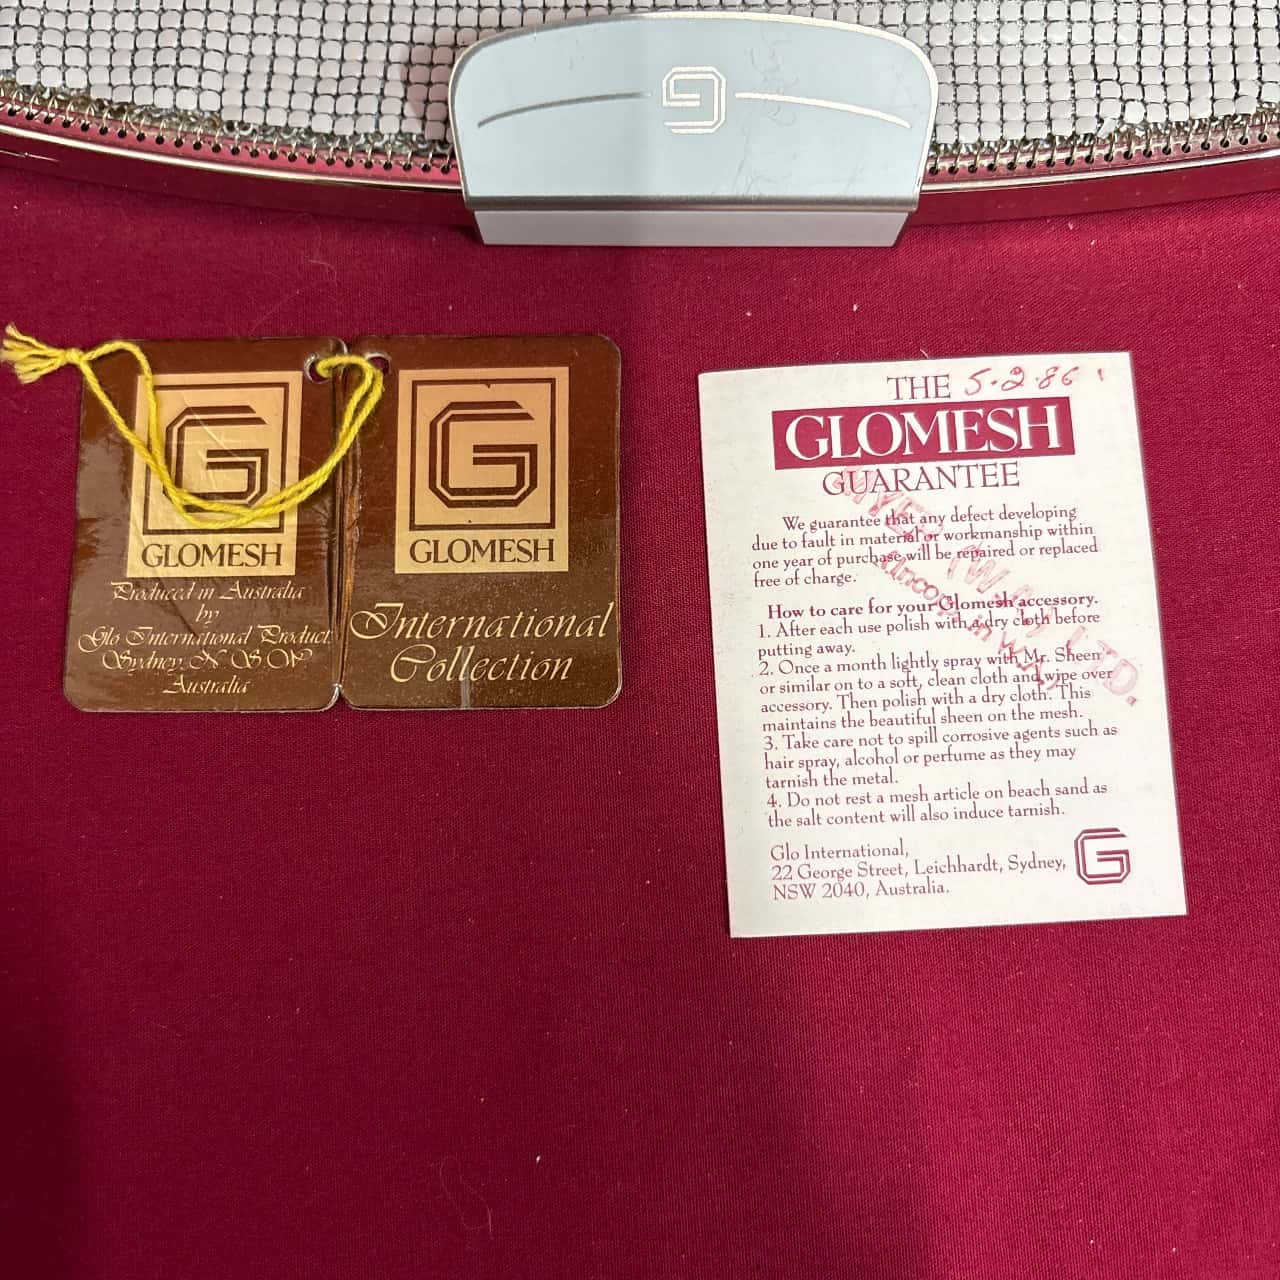 GLOMESH
Produced in Australia
by
Glo International Product
Sydney, N.S.W
Australia
GLOMESH
International
Collection
THE 5.2.86
GLOMESH
GUARANTEE
We guarantee that any defect developing
due to fault in material or workmanship within
one year of purchase will be repaired or replaced
free of charge.
How to care for your Glomesh accessory.
1. After each use polish with a dry cloth before
putting away.
2. Once a month lightly spray with Mr. Sheen
or similar on to a soft, clean cloth and wipe over
accessory. Then polish with a dry cloth. This
maintains the beautiful sheen on the mesh.
3. Take care not to spill corrosive agents such as
hair spray, alcohol or perfume as they may
tarnish the metal.
4. Do not rest a mesh article on beach sand as
the salt content will also induce tarnish.
Glo International,
22 George Street, Leichhardt, Sydney,
NSW 2040, Australia.
LTD.